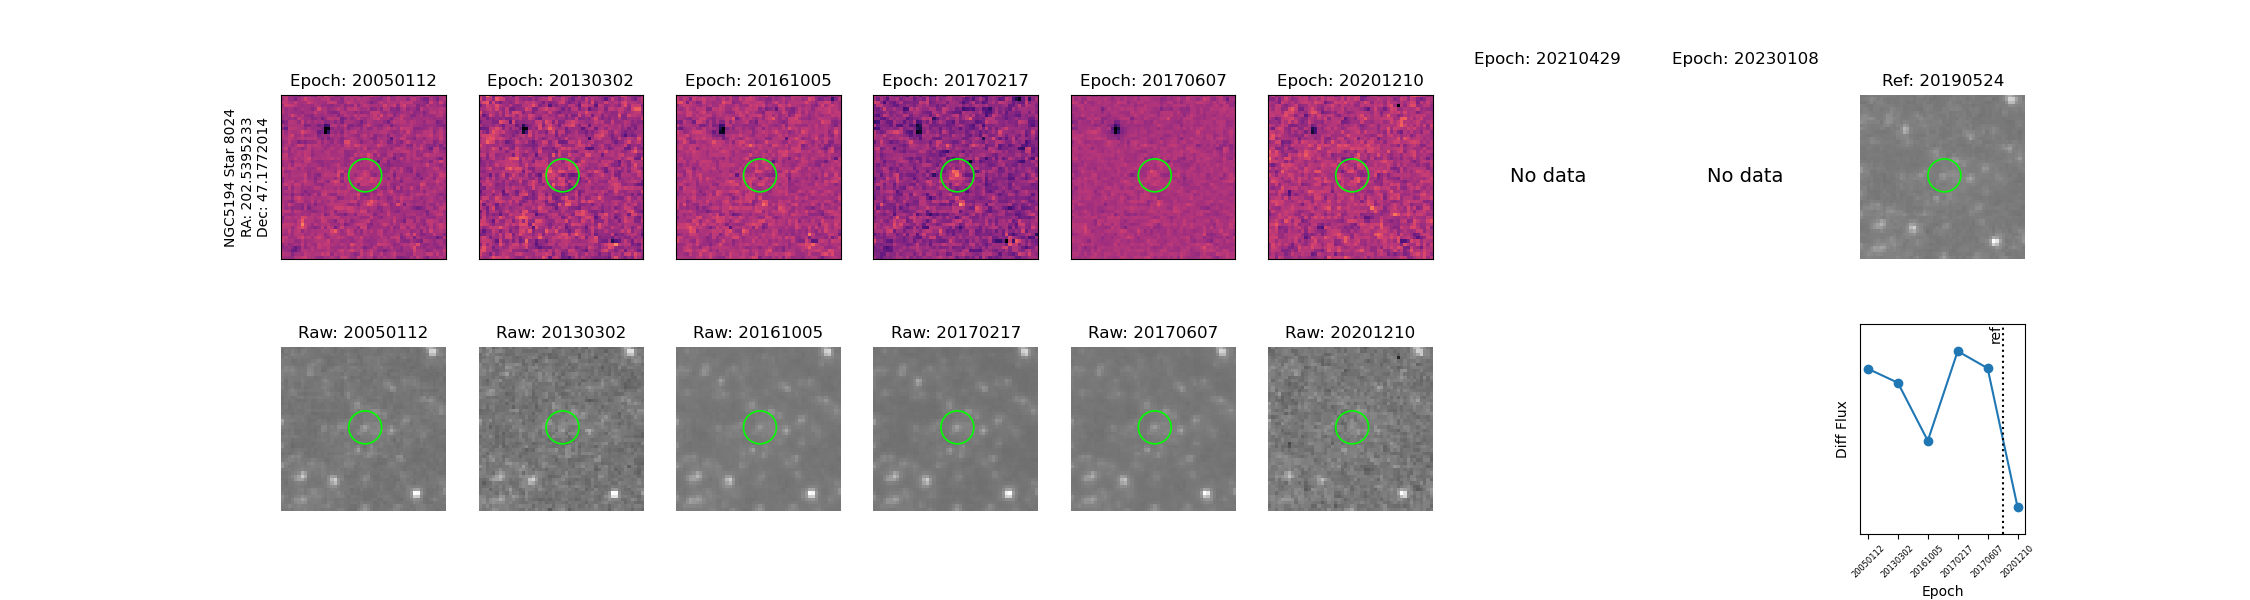 NGC5194 Star 8024
RA: 202.5395233
Dec: 47.1772014
Epoch: 20050112
Epoch: 20130302
Epoch: 20161005
Epoch: 20170217
Epoch: 20170607
Epoch: 20201210
Epoch: 20210429
Epoch: 20230108
Ref: 20190524
No data
No data
Raw: 20050112
Raw: 20130302
Raw: 20161005
Raw: 20170217
Raw: 20170607
Raw: 20201210
ref
Diff Flux
20050112
20130302
20161005
20170217
20170607
20201210
Epoch